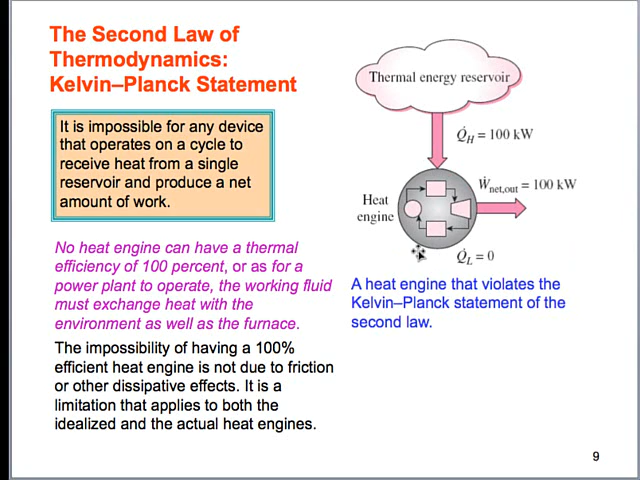 The Second Law of
Thermodynamics:
Kelvin–Planck Statement
It is impossible for any device
that operates on a cycle to
receive heat from a single
reservoir and produce a net
amount of work.
No heat engine can have a thermal
efficiency of 100 percent, or as for a
power plant to operate, the working fluid
must exchange heat with the
environment as well as the furnace.
The impossibility of having a 100%
efficient heat engine is not due to friction
or other dissipative effects. It is a
limitation that applies to both the
idealized and the actual heat engines.
Thermal energy reservoir
Q̇H = 100 kW
Ẇnet,out = 100 kW
Heat
engine
Q̇L = 0
A heat engine that violates the
Kelvin–Planck statement of the
second law.
9